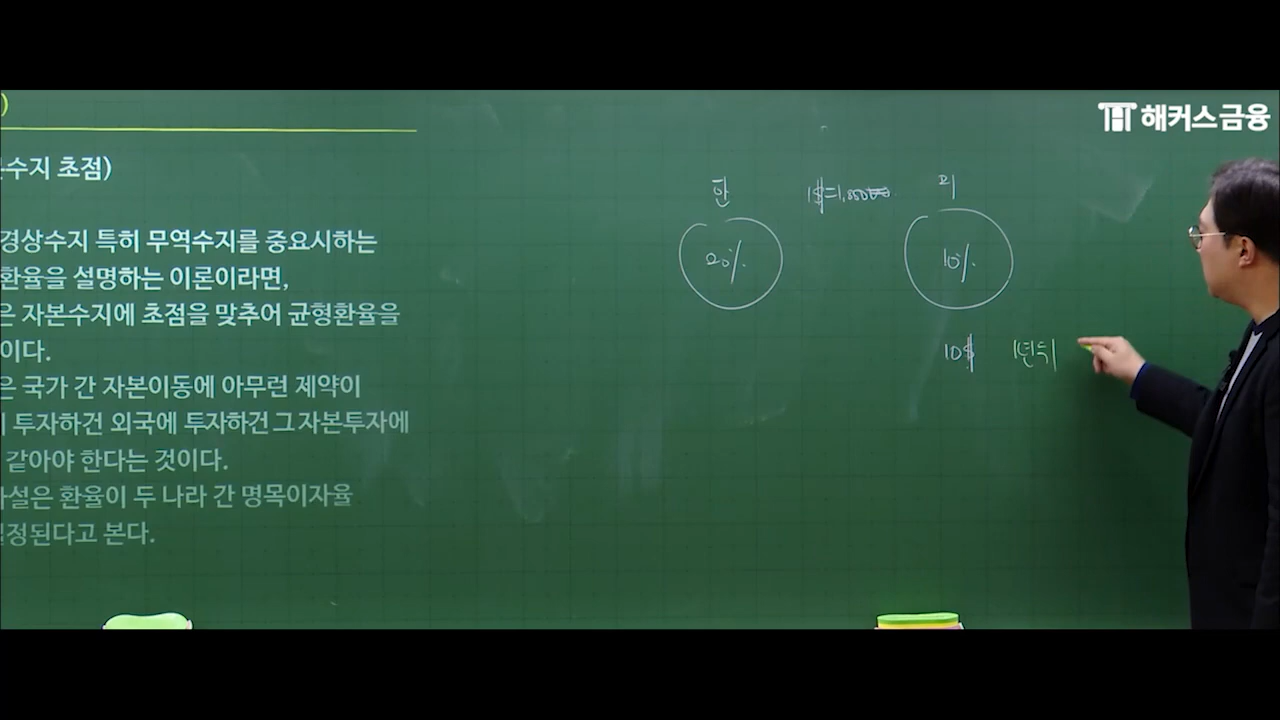 )
해커스금융
수지 초점)
경상수지 특히 무역수지를 중요시하는
환율을 설명하는 이론이라면,
은 자본수지에 초점을 맞추어 균형환율을
이다.
은 국가 간 자본이동에 아무런 제약이
투자하건 외국에 투자하건 그 자본투자에
같아야 한다는 것이다.
설은 환율이 두 나라 간 명목이자율
정된다고 본다.
한 1$=1,000 미
20% 10%
10$ 1년뒤